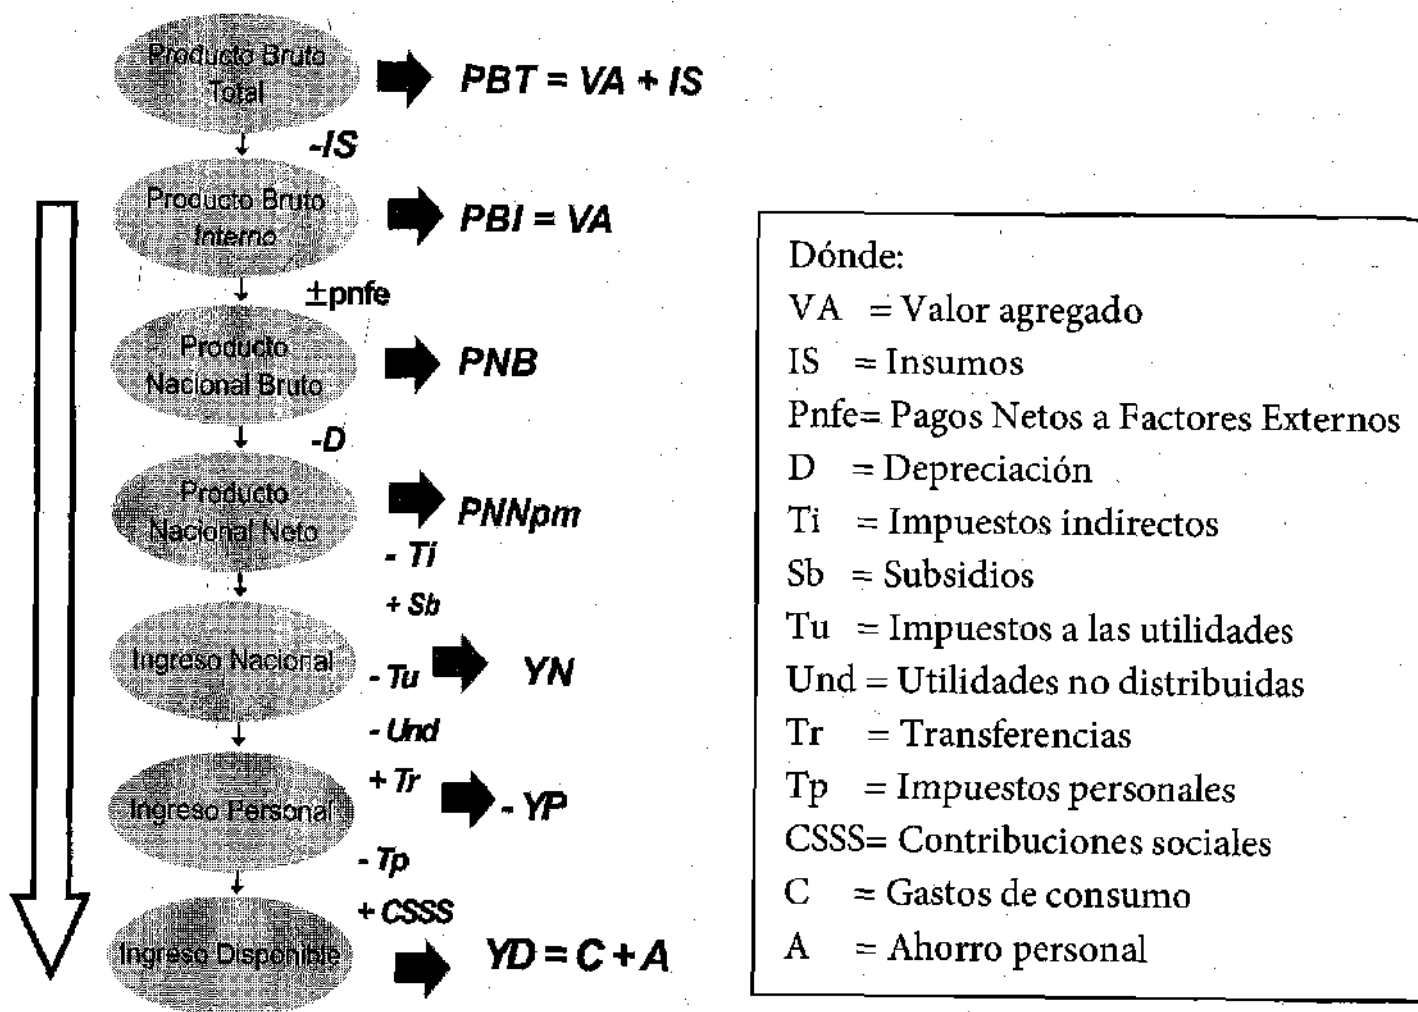 Producto Bruto
Total
PBT = VA + IS
-IS
Producto Bruto
Interno
PBI = VA
±pnfe
Producto
Nacional Bruto
PNB
-D
Producto
Nacional Neto
PNNpm
- Ti
+ Sb
Ingreso Nacional
- Tu
YN
- Und
+ Tr
Ingreso Personal
- YP
- Tp
+ CSSS
Ingreso Disponible
YD = C + A
Dónde:
VA = Valor agregado
IS = Insumos
Pnfe= Pagos Netos a Factores Externos
D = Depreciación
Ti = Impuestos indirectos
Sb = Subsidios
Tu = Impuestos a las utilidades
Und = Utilidades no distribuidas
Tr = Transferencias
Tp = Impuestos personales
CSSS= Contribuciones sociales
C = Gastos de consumo
A = Ahorro personal